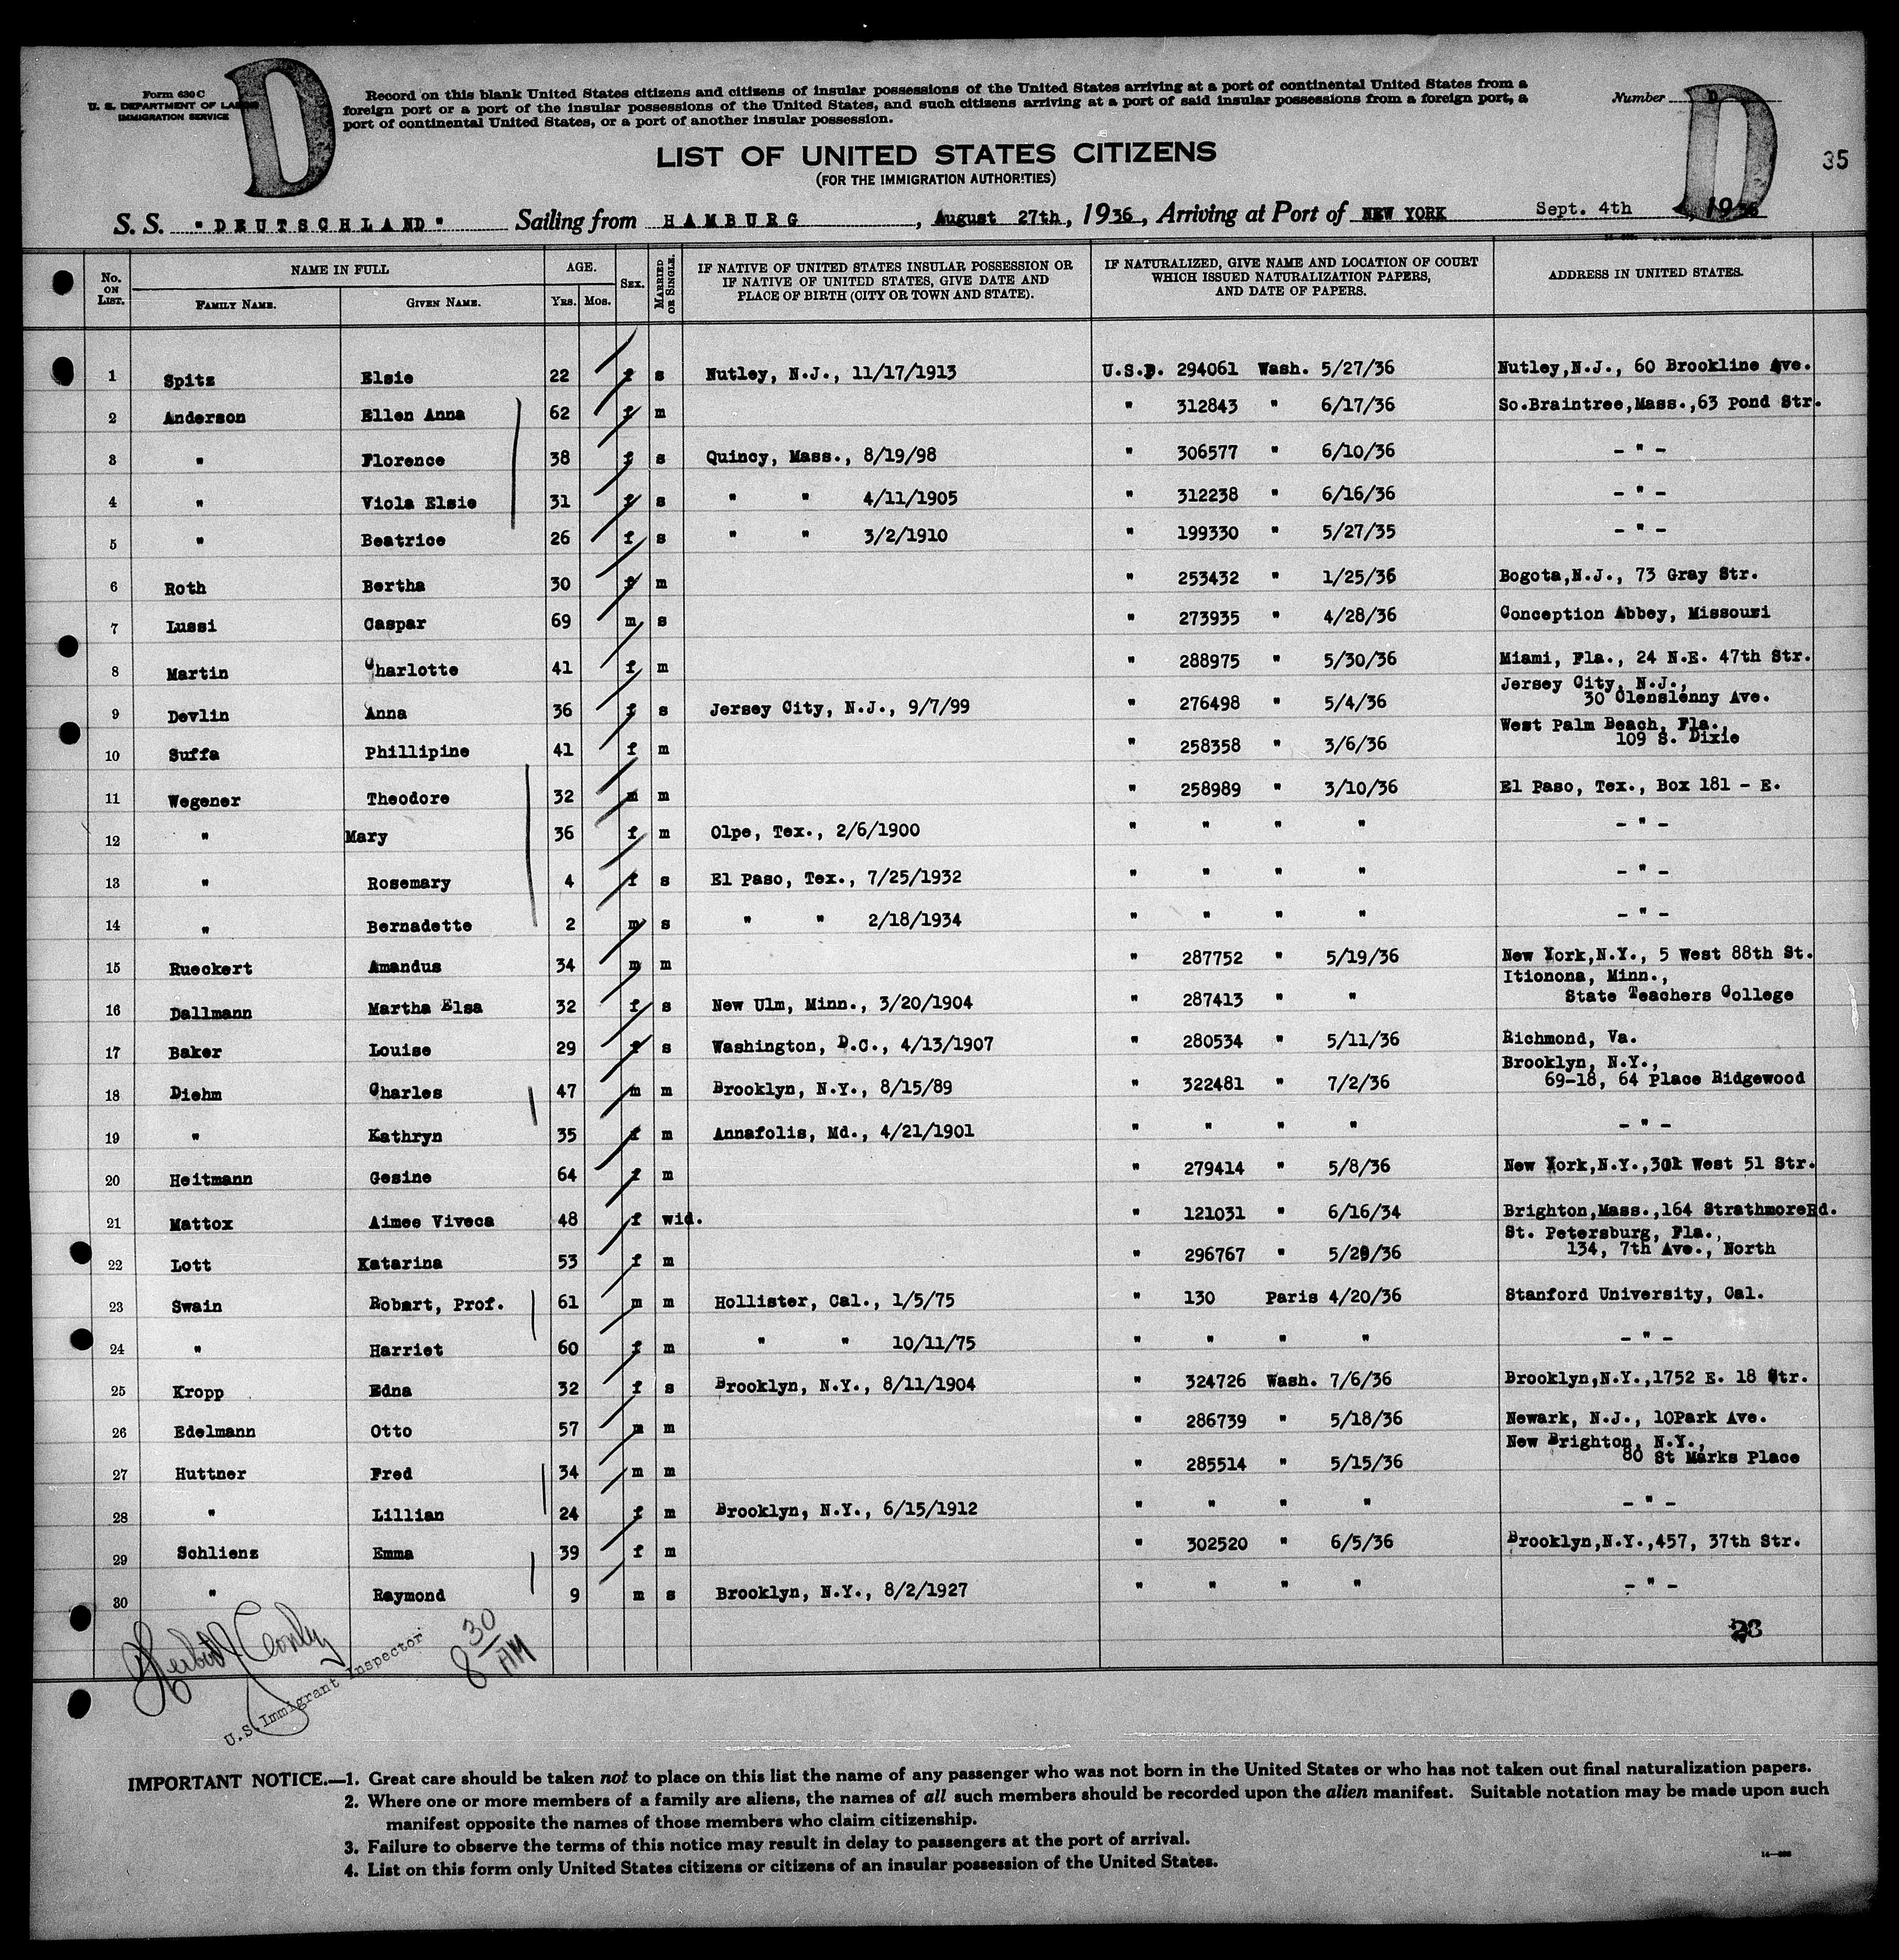 Form 630 C
U. S. DEPARTMENT OF LABOR
IMMIGRATION SERVICE
D
Record on this blank United States citizens and citizens of insular possessions of the United States arriving at a port of continental United States from a
foreign port or a port of the insular possessions of the United States, and such citizens arriving at a port of said insular possessions from a foreign port, a
port of continental United States, or a port of another insular possession.
Number D
D
35
LIST OF UNITED STATES CITIZENS
(FOR THE IMMIGRATION AUTHORITIES)
S. S. "DEUTSCHLAND" Sailing from HAMBURG, August 27th, 1936, Arriving at Port of NEW YORK Sept. 4th, 1936
No. ON LIST. NAME IN FULL FAMILY NAME. GIVEN NAME. AGE. YRS. MOS. SEX. MARRIED OR SINGLE. IF NATIVE OF UNITED STATES INSULAR POSSESSION OR IF NATIVE OF UNITED STATES, GIVE DATE AND PLACE OF BIRTH (CITY OR TOWN AND STATE). IF NATURALIZED, GIVE NAME AND LOCATION OF COURT WHICH ISSUED NATURALIZATION PAPERS, AND DATE OF PAPERS. ADDRESS IN UNITED STATES.
1 Spitz Elsie 22 f s Nutley, N.J., 11/17/1913 U.S.P. 294061 Wash. 5/27/36 Nutley,N.J., 60 Brookline Ave.
2 Anderson Ellen Anna 62 f m " 312843 " 6/17/36 So.Braintree,Mass.,63 Pond Str.
3 " Florence 38 f s Quincy, Mass., 8/19/98 " 306577 " 6/10/36 - " -
4 " Viola Elsie 31 f s " " 4/11/1905 " 312238 " 6/16/36 - " -
5 " Beatrice 26 f s " " 3/2/1910 " 199330 " 5/27/35 - " -
6 Roth Bertha 30 f m " 253432 " 1/25/36 Bogota,N.J., 73 Gray Str.
7 Lussi Caspar 69 m s " 273935 " 4/28/36 Conception Abbey, Missouri
8 Martin Charlotte 41 f m " 288975 " 5/30/36 Miami, Fla., 24 N.E. 47th Str.
9 Devlin Anna 36 f s Jersey City, N.J., 9/7/99 " 276498 " 5/4/36 Jersey City, N.J., 30 Clenslenny Ave.
10 Suffa Phillipine 41 f m " 258358 " 3/6/36 West Palm Beach, Fla., 109 S. Dixie
11 Wegener Theodore 32 m m " 258989 " 3/10/36 El Paso, Tex., Box 181 - E.
12 " Mary 36 f m Olpe, Tex., 2/6/1900 " " " " - " -
13 " Rosemary 4 f s El Paso, Tex., 7/25/1932 " " " " - " -
14 " Bernadette 2 m s " " 2/18/1934 " " " " - " -
15 Rueckert Amandus 34 m m " 287752 " 5/19/36 New York,N.Y., 5 West 88th St.
16 Dallmann Martha Elsa 32 f s New Ulm, Minn., 3/20/1904 " 287413 " " Itionona, Minn., State Teachers College
17 Baker Louise 29 f s Washington, D.C., 4/13/1907 " 280534 " 5/11/36 Richmond, Va.
18 Diehm Charles 47 m m Brooklyn, N.Y., 8/15/89 " 322481 " 7/2/36 Brooklyn, N.Y., 69-18, 64 Place Ridgewood
19 " Kathryn 35 f m Annafolis, Md., 4/21/1901 " " " " - " -
20 Heitmann Gesine 64 f m " 279414 " 5/8/36 New York,N.Y., West 51 Str.
21 Mattox Aimee Viveca 48 f wid. " 121031 " 6/16/34 Brighton,Mass.,164 StrathmoreRd.
22 Lott Katarina 53 f m " 296767 " 5/29/36 St. Petersburg, Fla., 134, 7th Ave., North
23 Swain Robart, Prof. 61 m m Hollister, Cal., 1/5/75 " 130 Paris 4/20/36 Stanford University, Cal.
24 " Harriet 60 f m " " 10/11/75 " " " " - " -
25 Kropp Edna 32 f s Brooklyn, N.Y., 8/11/1904 " 324726 Wash. 7/6/36 Brooklyn,N.Y.,1752 E. 18 Str.
26 Edelmann Otto 57 m m " 286739 " 5/18/36 Newark, N.J., 10Park Ave.
27 Huttner Fred 34 m m " 285514 " 5/15/36 New Brighton, N.Y., 80 St Marks Place
28 " Lillian 24 f m Brooklyn, N.Y., 6/15/1912 " " " " - " -
29 Schlienz Emma 39 f m " 302520 " 6/5/36 Brooklyn,N.Y.,457, 37th Str.
30 " Raymond 9 m s Brooklyn, N.Y., 8/2/1927 " " " " - " -
23
8 30 AM
U.S. Immigrant Inspector
IMPORTANT NOTICE.—1. Great care should be taken not to place on this list the name of any passenger who was not born in the United States or who has not taken out final naturalization papers.
2. Where one or more members of a family are aliens, the names of all such members should be recorded upon the alien manifest. Suitable notation may be made upon such
manifest opposite the names of those members who claim citizenship.
3. Failure to observe the terms of this notice may result in delay to passengers at the port of arrival.
4. List on this form only United States citizens or citizens of an insular possession of the United States.